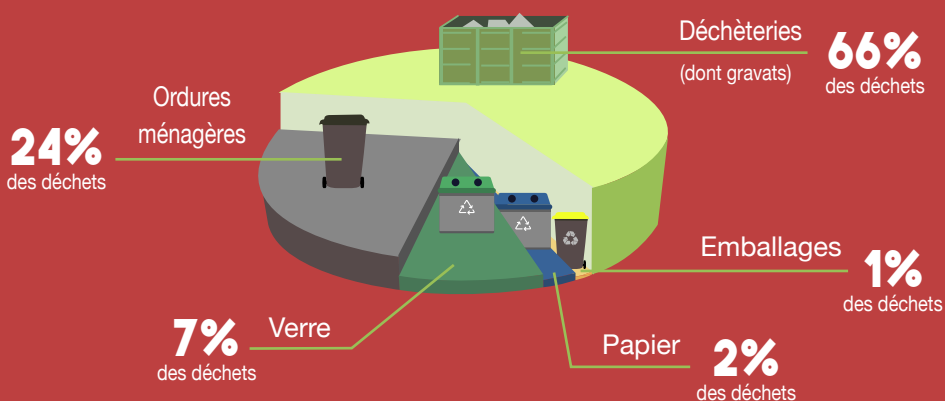 Déchèteries
(dont gravats)
66%
des déchets
Ordures
ménagères
24%
des déchets
Emballages
1%
des déchets
Verre
7%
des déchets
Papier
2%
des déchets